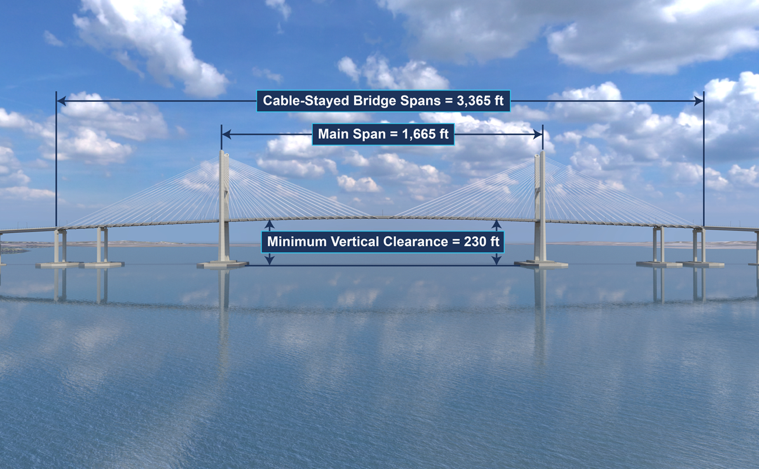 Cable-Stayed Bridge Spans = 3,365 ft
Main Span = 1,665 ft
Minimum Vertical Clearance = 230 ft